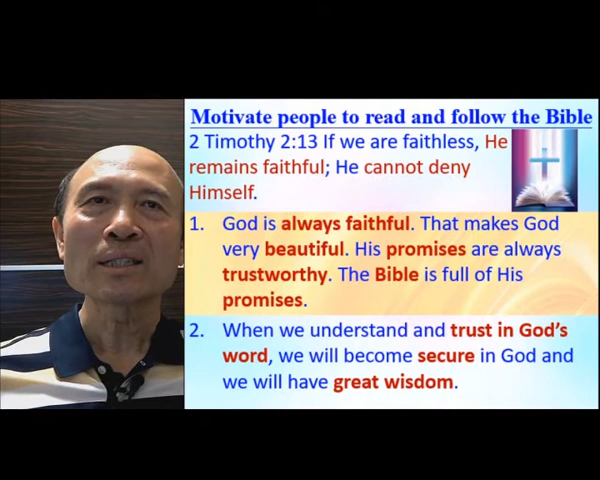 Motivate people to read and follow the Bible
2 Timothy 2:13 If we are faithless, He
remains faithful; He cannot deny
Himself.
1. God is always faithful. That makes God
very beautiful. His promises are always
trustworthy. The Bible is full of His
promises.
2. When we understand and trust in God's
word, we will become secure in God and
we will have great wisdom.